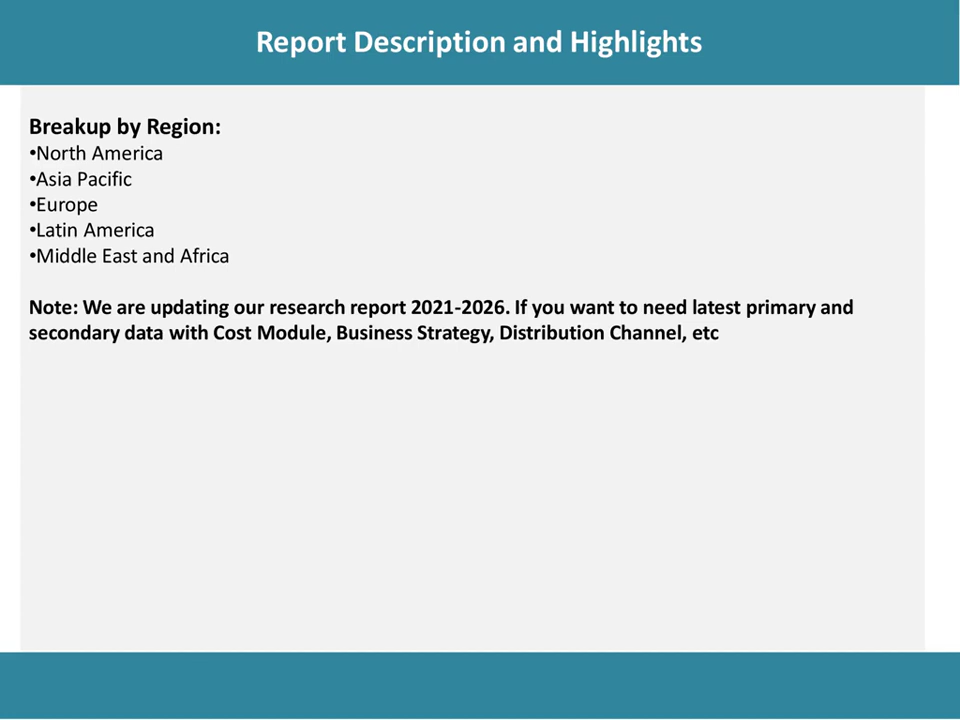 Report Description and Highlights
Breakup by Region:
•North America
•Asia Pacific
•Europe
•Latin America
•Middle East and Africa
Note: We are updating our research report 2021-2026. If you want to need latest primary and
secondary data with Cost Module, Business Strategy, Distribution Channel, etc